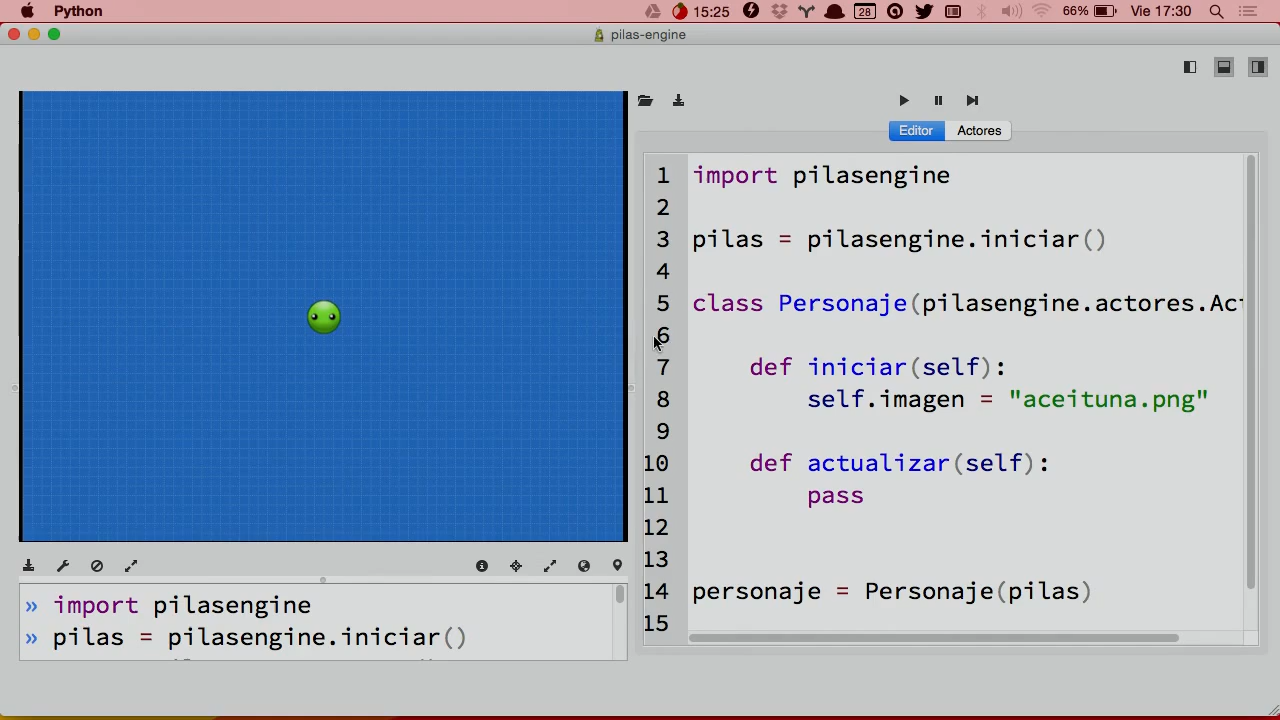 Python
15:25
28
66%
Vie 17:30
pilas-engine
Editor
Actores
1 import pilasengine
2
3 pilas = pilasengine.iniciar()
4
5 class Personaje(pilasengine.actores.Act
6
7 def iniciar(self):
8 self.imagen = "aceituna.png"
9
10 def actualizar(self):
11 pass
12
13
14 personaje = Personaje(pilas)
15
» import pilasengine
» pilas = pilasengine.iniciar()